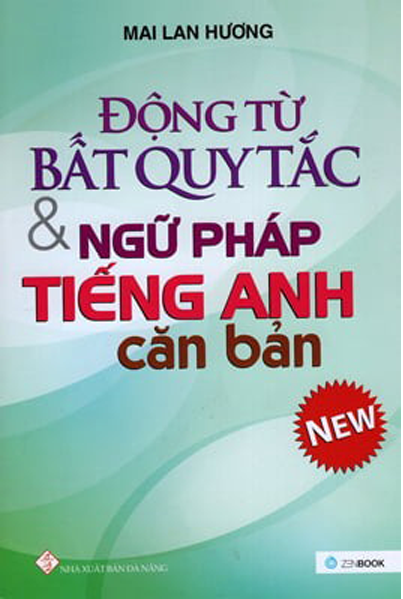 MAI LAN HƯƠNG
ĐỘNG TỪ
BẤT QUY TẮC
& NGỮ PHÁP
TIẾNG ANH
căn bản
NEW
NHÀ XUẤT BẢN ĐÀ NẴNG
ZENBOOK